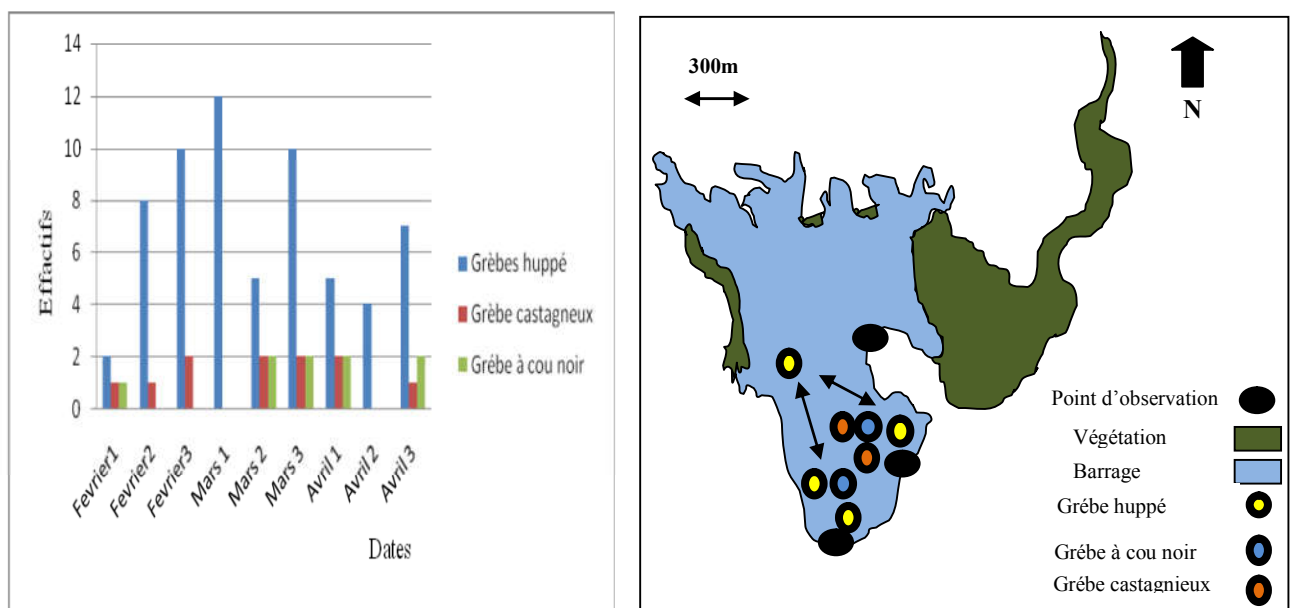 14
12
10
8
6
4
2
0
Effactifs
Fevrier1
Fevrier2
Fevrier3
Mars 1
Mars 2
Mars 3
Avril 1
Avril 2
Avril 3
Dates
Grèbes huppé
Grèbe castagneux
Grébe à cou noir
300m
N
Point d'observation
Végétation
Barrage
Grébe huppé
Grébe à cou noir
Grébe castagnieux